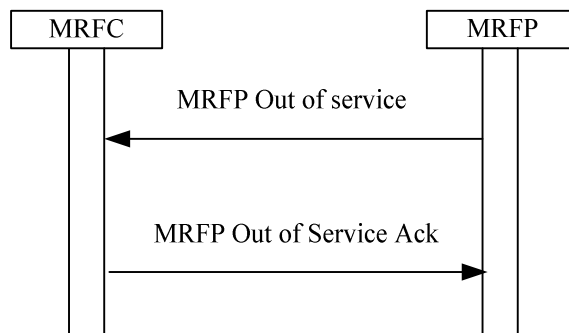 MRFC
MRFP
MRFP Out of service
MRFP Out of Service Ack